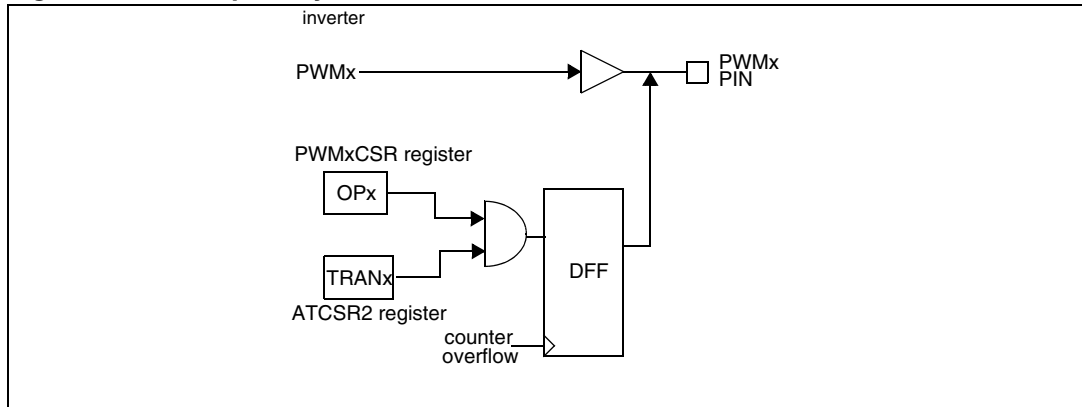 inverter
PWMx
PWMx
PIN
PWMxCSR register
OPx
TRANx
ATCSR2 register
DFF
counter
overflow